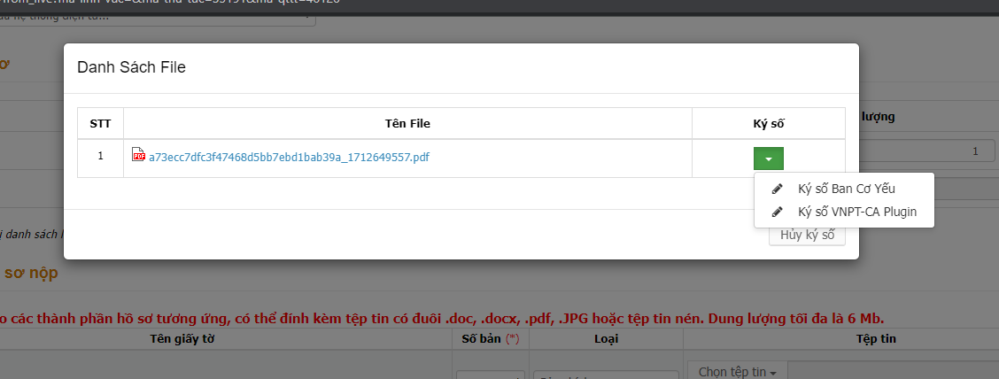 Danh Sách File
STT Tên File Ký số
lượng
1 a73ecc7dfc3f47468d5bb7ebd1bab39a_1712649557.pdf
1
Ký số Ban Cơ Yếu
Ký số VNPT-CA Plugin
ị danh sách
Hủy ký số
sơ nộp
o các thành phần hồ sơ tương ứng, có thể đính kèm tệp tin có đuôi .doc, .docx, .pdf, .JPG hoặc tệp tin nén. Dung lượng tối đa là 6 Mb.
Tên giấy tờ Số bản (*) Loại Tệp tin
Chọn tệp tin